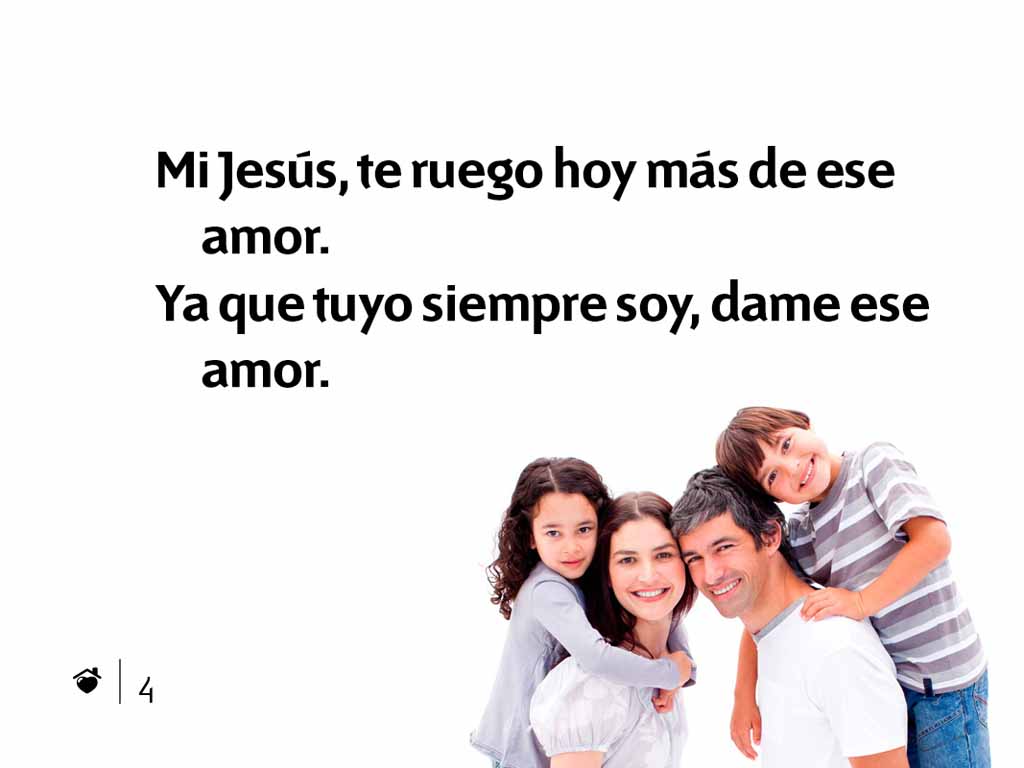 Mi Jesús, te ruego hoy más de ese
amor.
Ya que tuyo siempre soy, dame ese
amor.
4